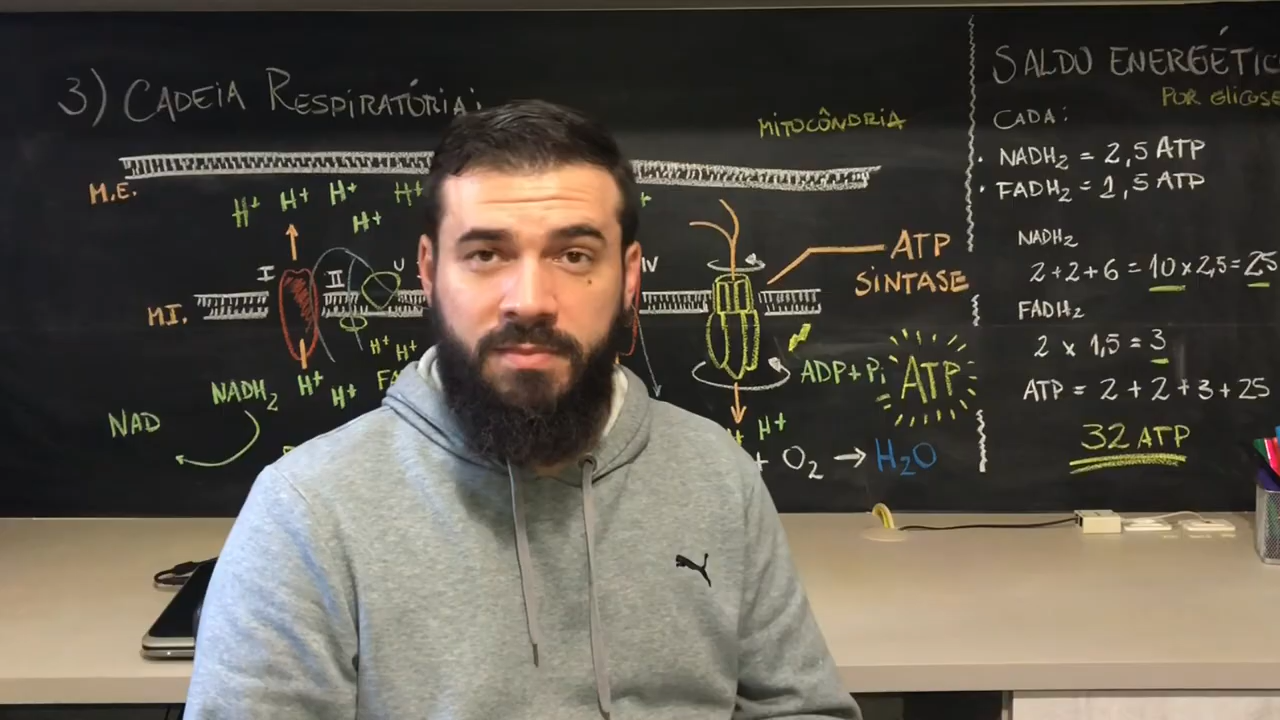 3) CADEIA RESPIRATÓRIA:
MITOCÔNDRIA
M.E.
H+ H+ H+ H+
H+
I II IV
ATP
SINTASE
M.I.
H+ H+
NADH₂ H+ H+
NAD
ADP+Pi ATP
H+
+ O₂ → H₂O
SALDO ENERGÉTIC
POR GLICOSE
CADA:
• NADH₂ = 2,5 ATP
• FADH₂ = 1,5 ATP
NADH₂
2+2+6 = 10 x 2,5 = 25
FADH₂
2 x 1,5 = 3
ATP = 2 + 2 + 3 + 25
32 ATP